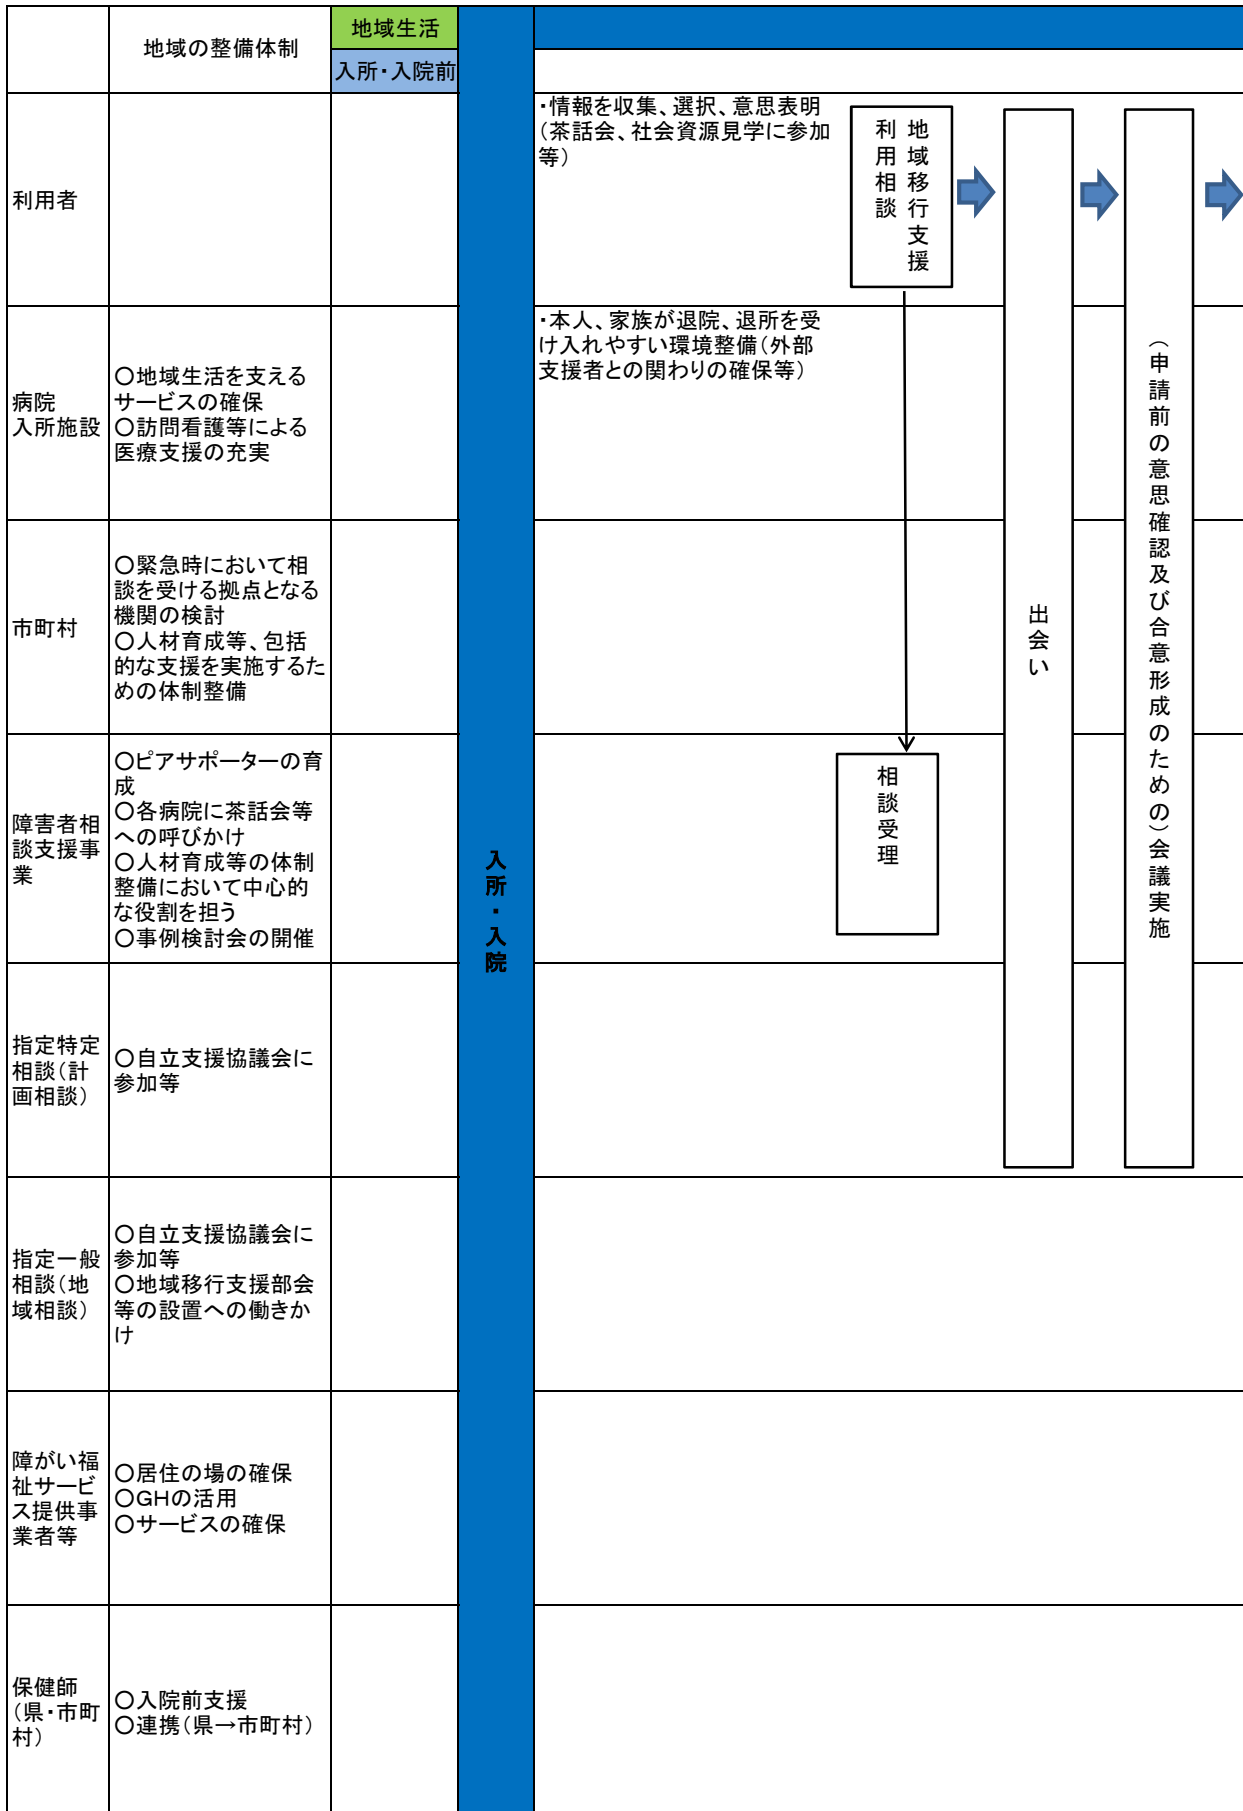 地域の整備体制
地域生活
入所・入院前
入所・入院
利用者
・情報を収集、選択、意思表明
（茶話会、社会資源見学に参加
等）
地域移行支援
利用相談
出会い
（申請前の意思確認及び合意形成のための）会議実施
病院
入所施設
○地域生活を支える
サービスの確保
○訪問看護等による
医療支援の充実
・本人、家族が退院、退所を受
け入れやすい環境整備（外部
支援者との関わりの確保等）
市町村
○緊急時において相
談を受ける拠点となる
機関の検討
○人材育成等、包括
的な支援を実施するた
めの体制整備
障害者相
談支援事
業
○ピアサポーターの育
成
○各病院に茶話会等
への呼びかけ
○人材育成等の体制
整備において中心的
な役割を担う
○事例検討会の開催
相談受理
指定特定
相談（計
画相談）
○自立支援協議会に
参加等
指定一般
相談（地
域相談）
○自立支援協議会に
参加等
○地域移行支援部会
等の設置への働きか
け
障がい福
祉サービ
ス提供事
業者等
○居住の場の確保
○GHの活用
○サービスの確保
保健師
（県・市町
村）
○入院前支援
○連携（県→市町村）